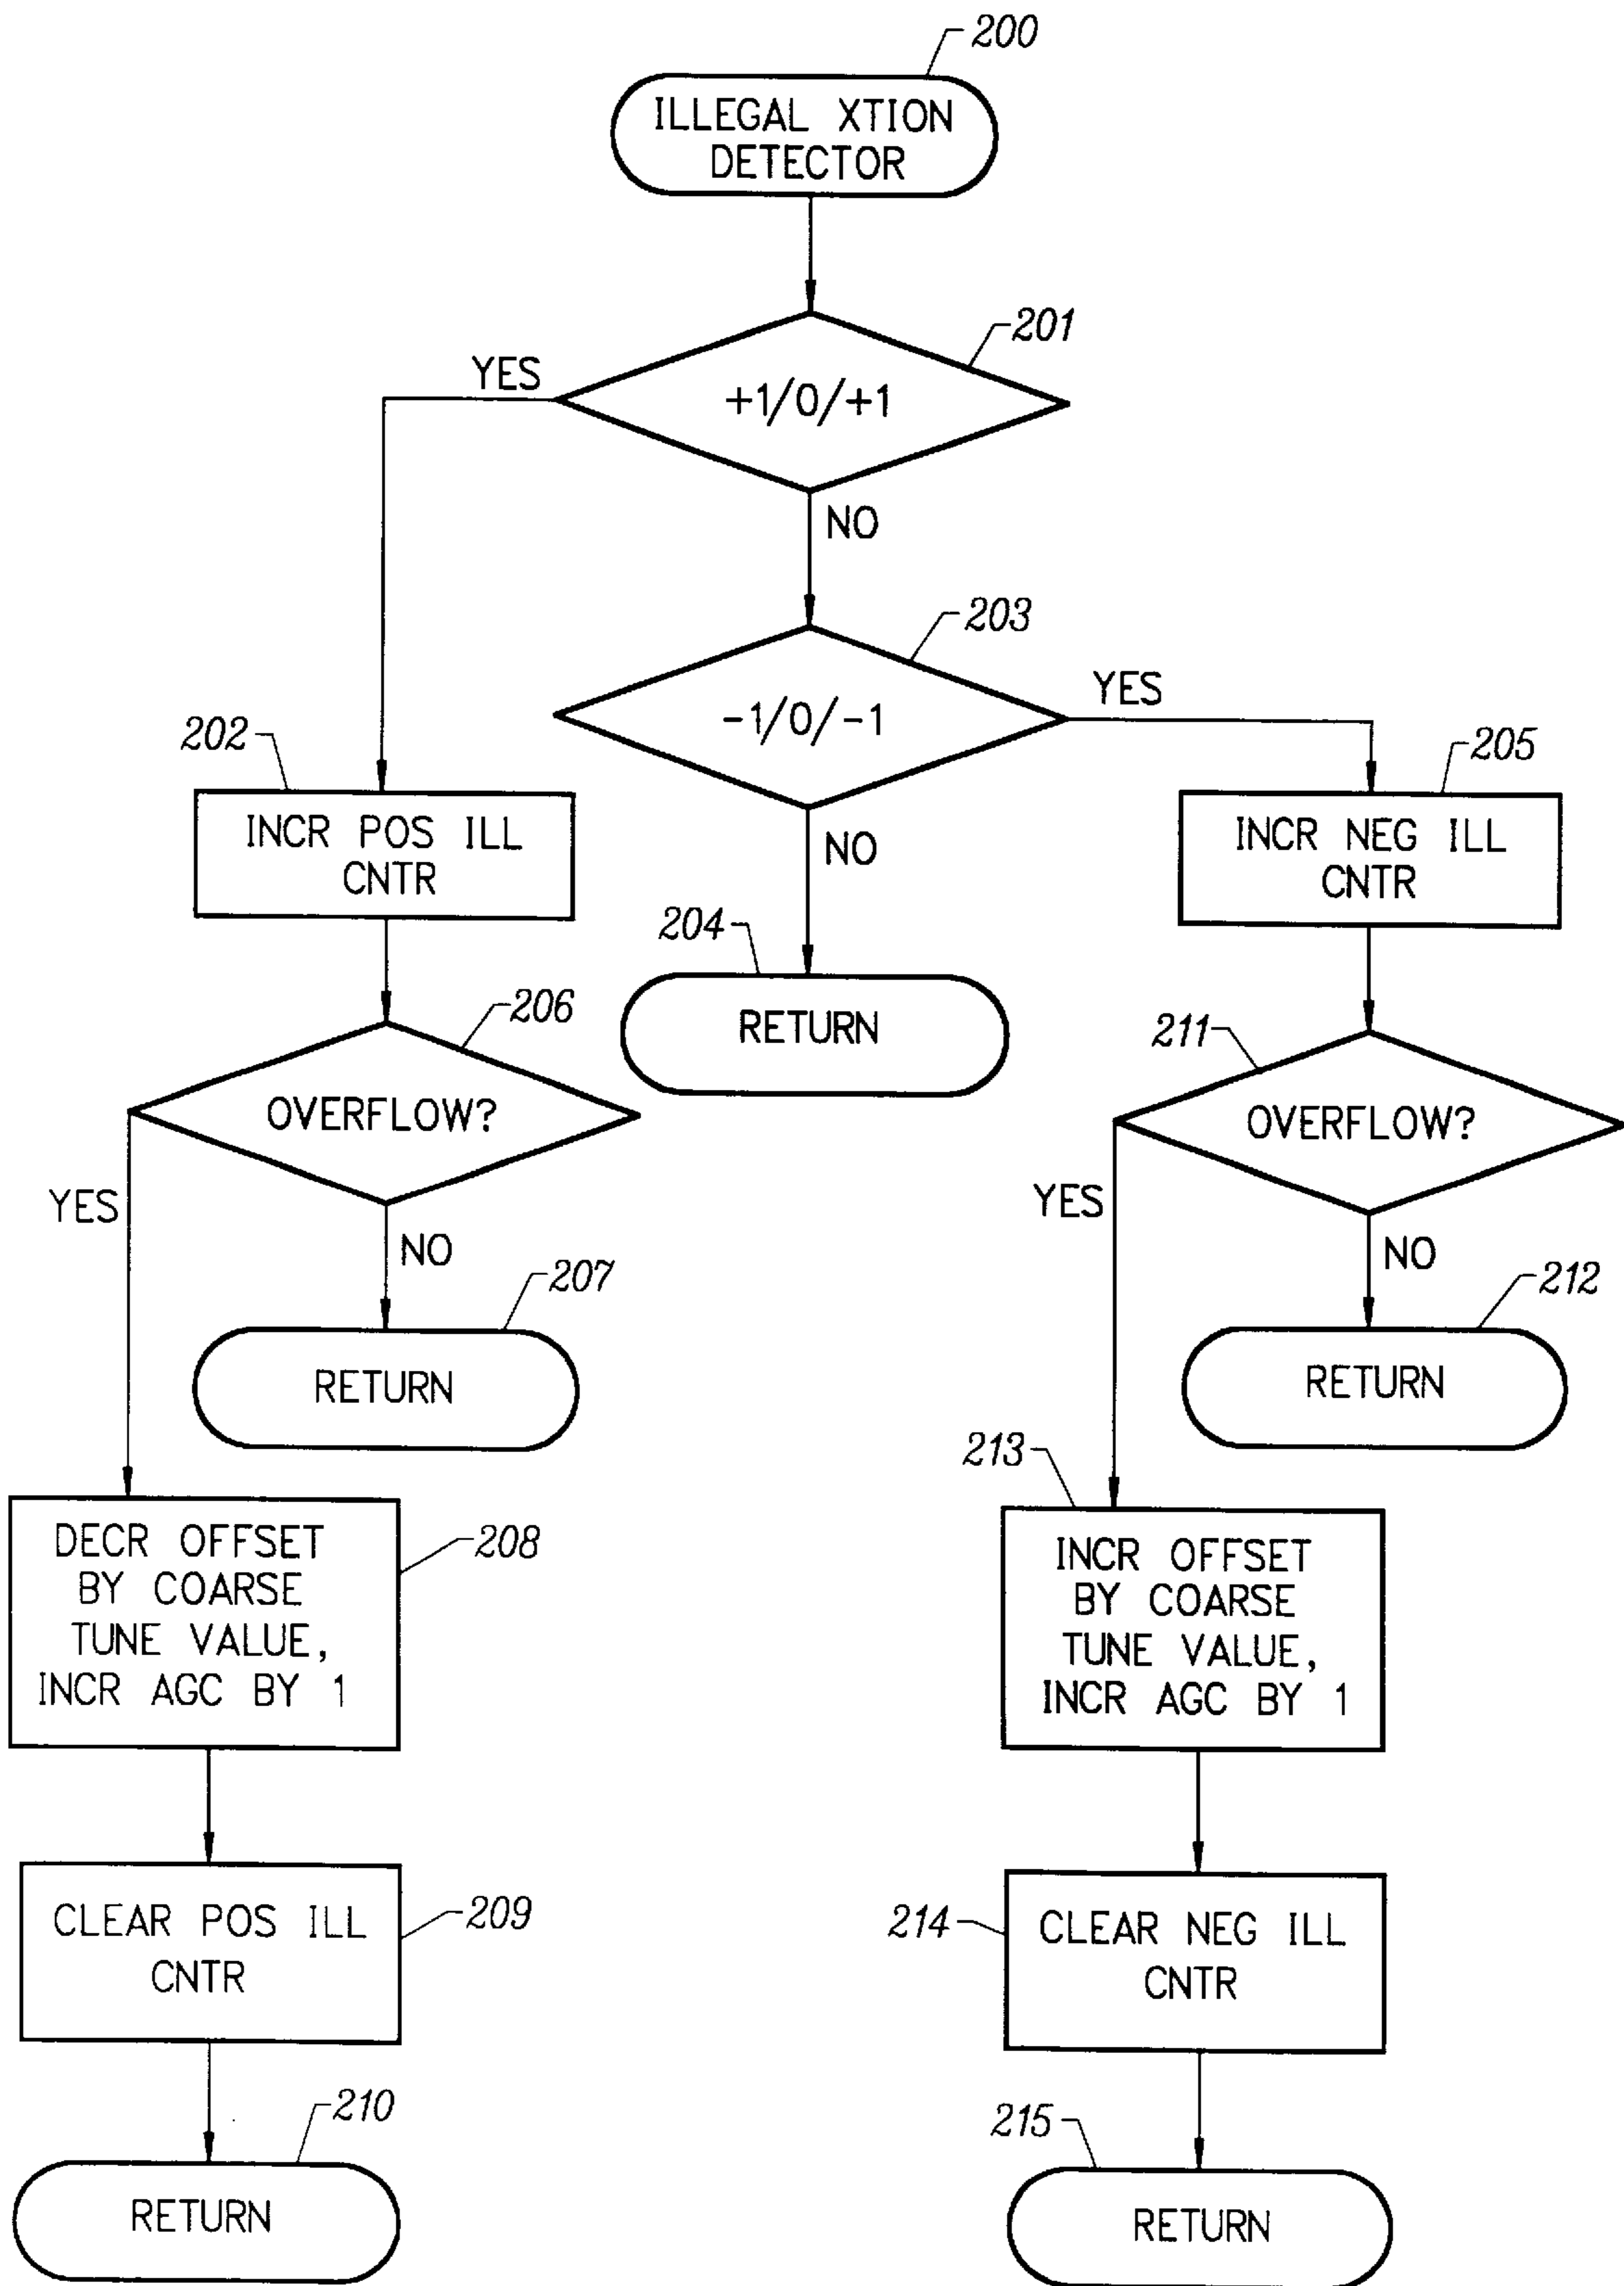 200
ILLEGAL XTION
DETECTOR
201
YES
+1/0/+1
NO
203
-1/0/-1
YES
202
205
INCR POS ILL
CNTR
NO
INCR NEG ILL
CNTR
204
RETURN
206
211
OVERFLOW?
OVERFLOW?
YES
NO
YES
NO
207
212
RETURN
RETURN
213
DECR OFFSET
BY COARSE
TUNE VALUE,
INCR AGC BY 1
208
INCR OFFSET
BY COARSE
TUNE VALUE,
INCR AGC BY 1
CLEAR POS ILL
CNTR
209
214
CLEAR NEG ILL
CNTR
210
215
RETURN
RETURN